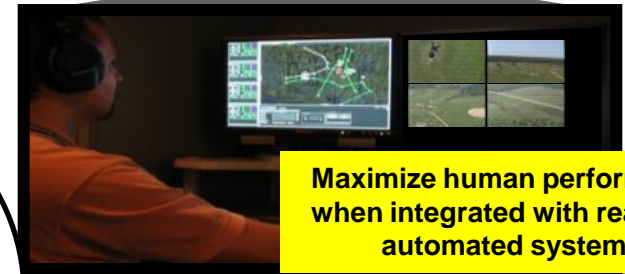 Maximize human perfor
when integrated with rea
automated system